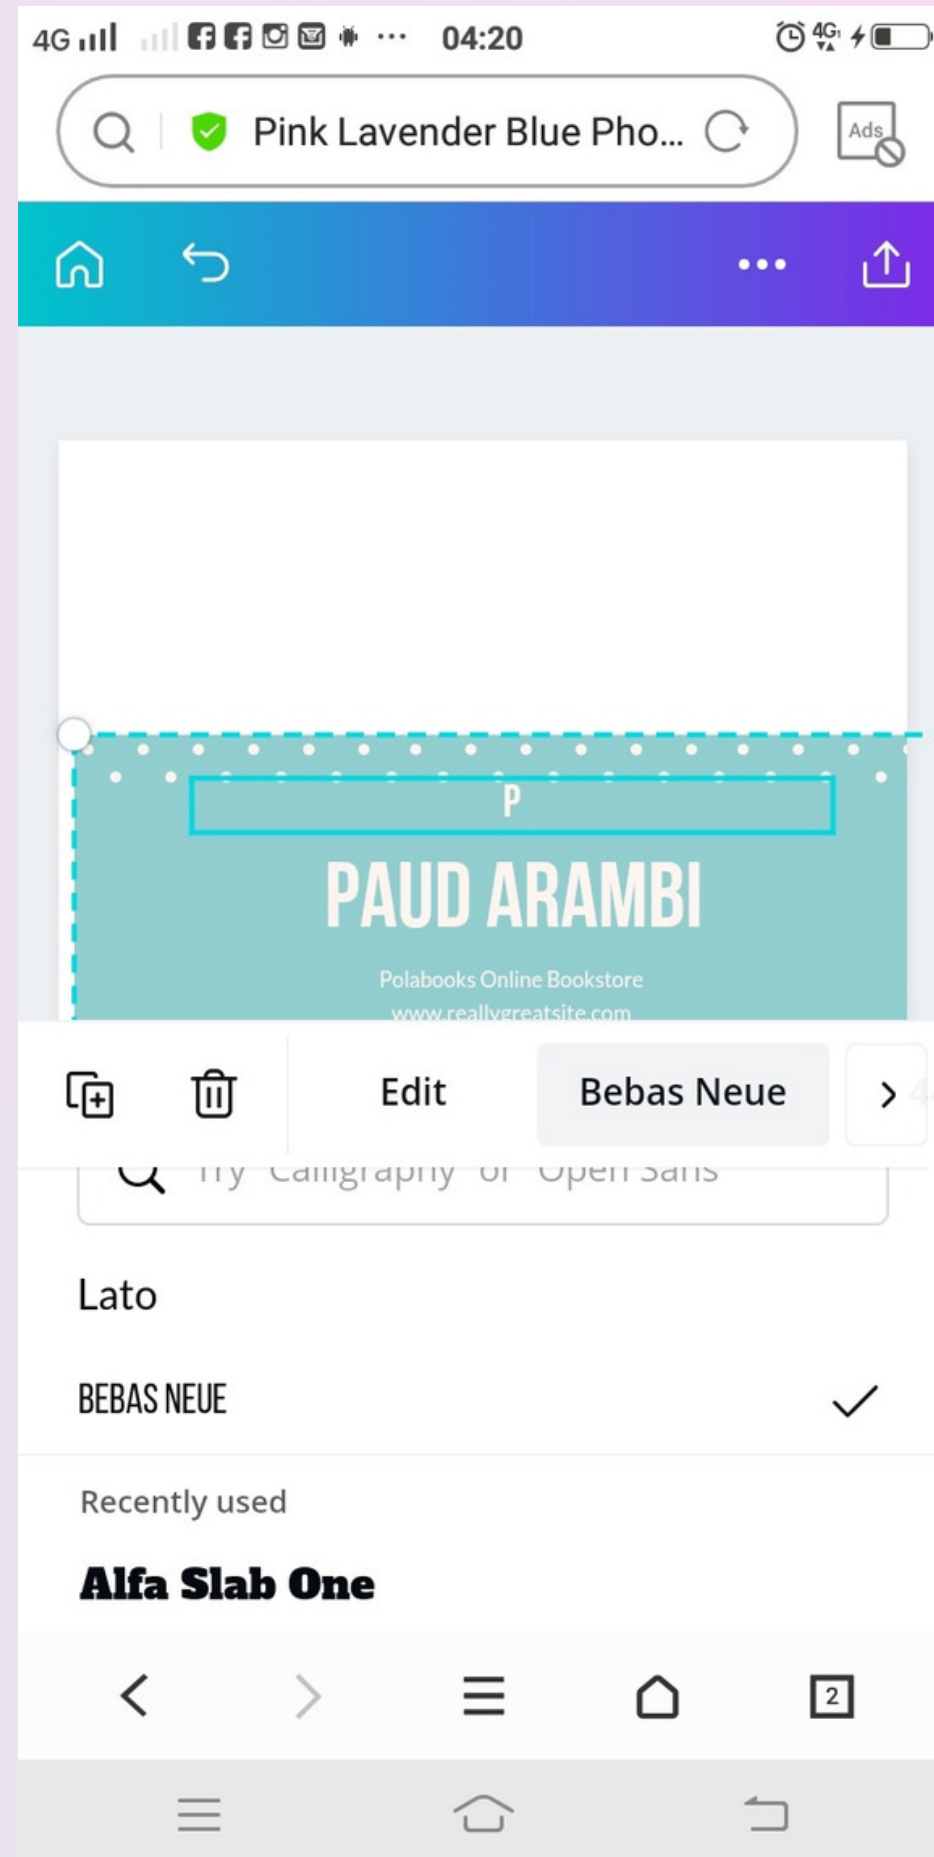 4G 04:20 4G
Pink Lavender Blue Pho...
Ads
P
PAUD ARAMBI
Polabooks Online Bookstore
www.reallygreatsite.com
Edit Bebas Neue
Try "Calligraphy" or "Open Sans"
Lato
BEBAS NEUE
Recently used
Alfa Slab One
2